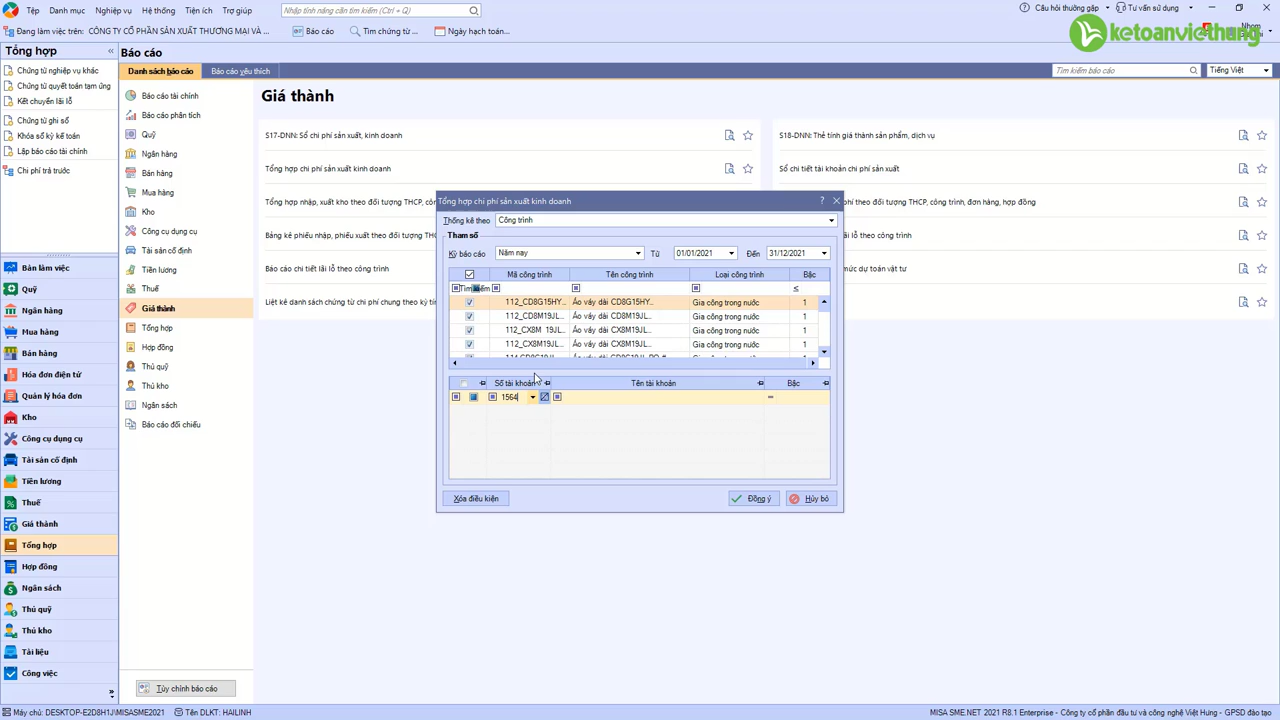 Tệp Danh mục Nghiệp vụ Hệ thống Tiện ích Trợ giúp
Nhập nội dung cần tìm kiếm (Ctrl + Q)
Câu hỏi thường gặp
Tư vấn sử dụng
Đang làm việc trên: CÔNG TY CỔ PHẦN SẢN XUẤT THƯƠNG MẠI VÀ ...
Báo cáo
Tìm chứng từ ...
Ngày hạch toán...
ketoanviethung
Tổng hợp
Chứng từ nghiệp vụ khác
Chứng từ quyết toán tạm ứng
Kết chuyển lãi lỗ
Chứng từ ghi sổ
Khóa sổ kỳ kế toán
Lập báo cáo tài chính
Chi phí trả trước
Bàn làm việc
Quỹ
Ngân hàng
Mua hàng
Bán hàng
Hóa đơn điện tử
Quản lý hóa đơn
Kho
Công cụ dụng cụ
Tài sản cố định
Tiền lương
Thuế
Giá thành
Tổng hợp
Hợp đồng
Ngân sách
Thủ quỹ
Thủ kho
Tài liệu
Công việc
Báo cáo
Danh sách báo cáo
Báo cáo yêu thích
Tìm kiếm báo cáo
Tiếng Việt
Báo cáo tài chính
Báo cáo phân tích
Quỹ
Ngân hàng
Bán hàng
Mua hàng
Kho
Công cụ dụng cụ
Tài sản cố định
Tiền lương
Thuế
Giá thành
Tổng hợp
Hợp đồng
Thủ quỹ
Thủ kho
Ngân sách
Báo cáo đối chiếu
Tùy chỉnh báo cáo
Giá thành
S17-DNN: Sổ chi phí sản xuất, kinh doanh
S18-DNN: Thẻ tính giá thành sản phẩm, dịch vụ
Tổng hợp chi phí sản xuất kinh doanh
Sổ chi tiết tài khoản chi phí sản xuất
Tổng hợp nhập, xuất kho theo đối tượng THCP,
phí theo đối tượng THCP, công trình, đơn hàng, hợp đồng
Bảng kê phiếu nhập, phiếu xuất theo đối tượng THCP
lãi lỗ theo công trình
Báo cáo chi tiết lãi lỗ theo công trình
mức dự toán vật tư
Liệt kê danh sách chứng từ chi phí chung theo kỳ
Tổng hợp chi phí sản xuất kinh doanh
? ×
Thống kê theo Công trình
Tham số
Kỳ báo cáo Năm nay Từ 01/01/2021 Đến 31/12/2021
Mã công trình Tên công trình Loại công trình Bậc
Tìm kiếm ≤
112_CD8G15HY... Áo váy dài CD8G15HY... Gia công trong nước 1
112_CD8M19JL... Áo váy dài CD8M19JL... Gia công trong nước 1
112_CX8M 19JL... Áo váy dài CX8M19JL... Gia công trong nước 1
112_CX8M19JL... Áo váy dài CX8M19JL... Gia công trong nước 1
Số tài khoản Tên tài khoản Bậc
1564 =
Xóa điều kiện Đồng ý Hủy bỏ
Máy chủ: DESKTOP-E2D8H1J\MISASME2021
Tên DLKT: HAILINH
MISA SME.NET 2021 R8.1 Enterprise - Công ty cổ phần đầu tư và công nghệ Việt Hưng - GPSD đào tạo